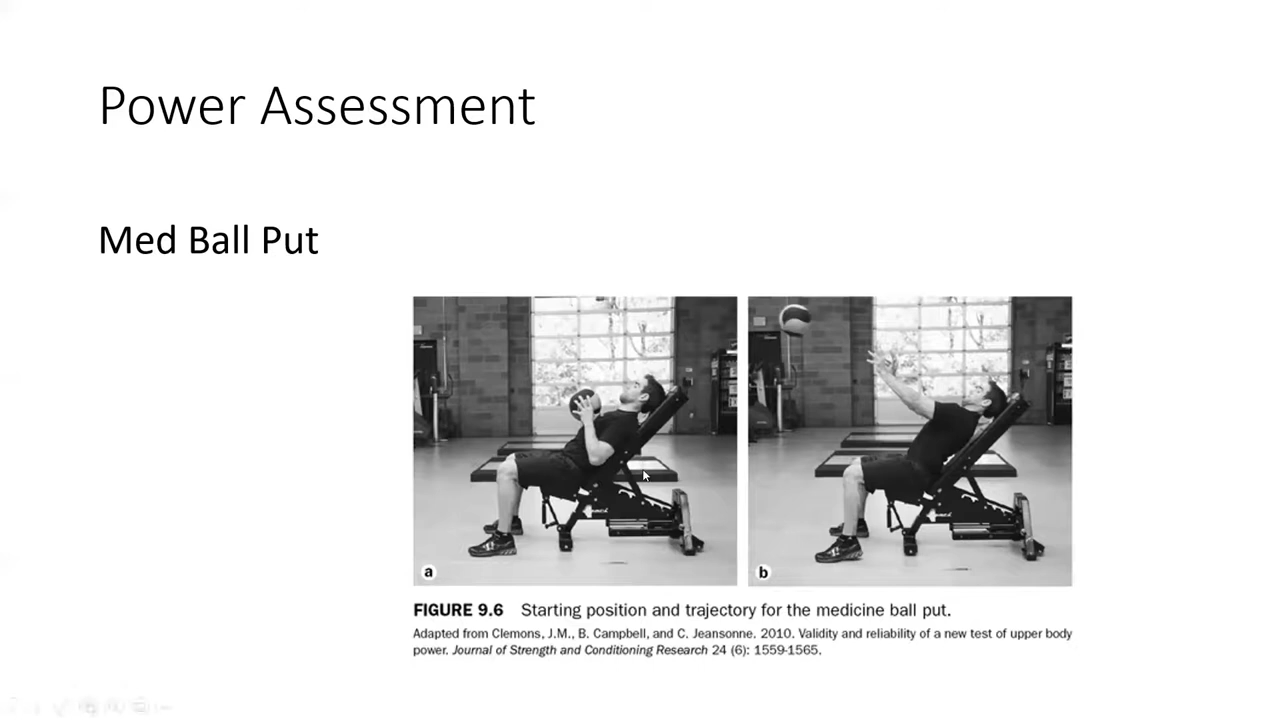 Power Assessment
Med Ball Put
a
b
FIGURE 9.6 Starting position and trajectory for the medicine ball put.
Adapted from Clemons, J.M., B. Campbell, and C. Jeansonne. 2010. Validity and reliability of a new test of upper body
power. Journal of Strength and Conditioning Research 24 (6): 1559-1565.